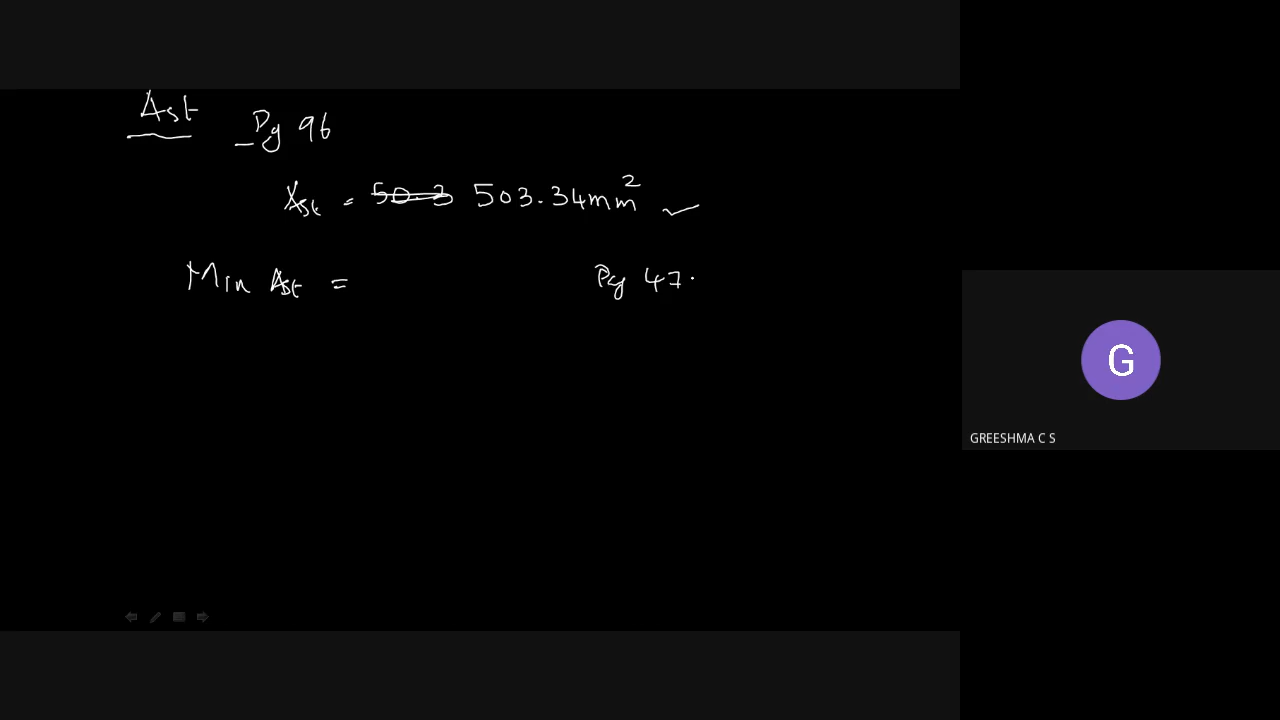 Ast
Pg 96
Ast = 50.3 503.34mm²
Min Ast = Pg 47.
G
GREESHMA C S